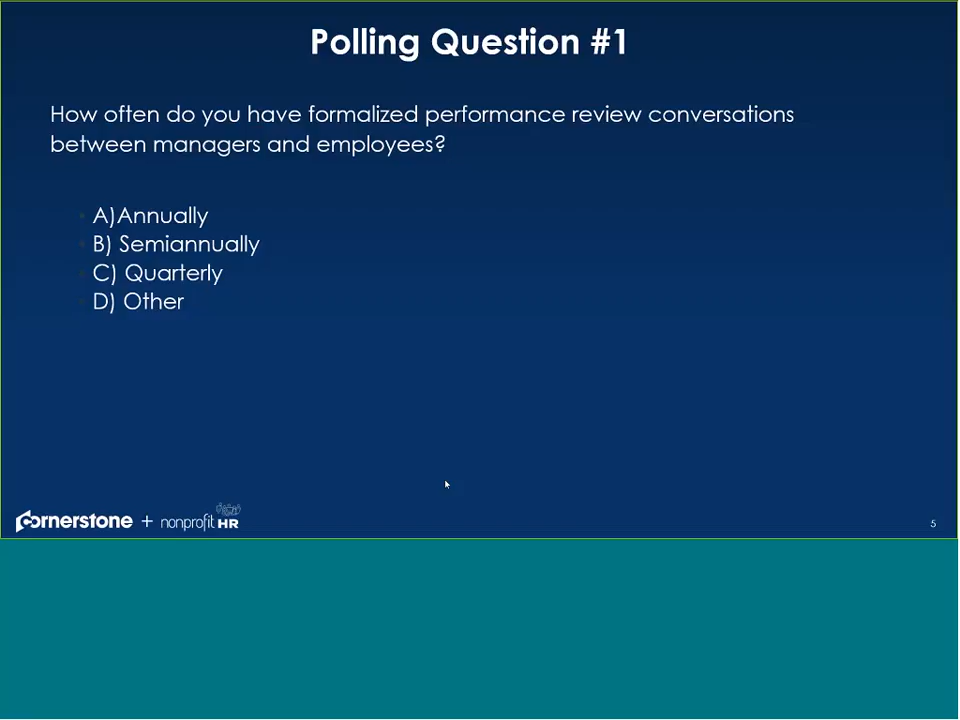 Polling Question #1
How often do you have formalized performance review conversations
between managers and employees?
A)Annually
B) Semiannually
C) Quarterly
D) Other
cornerstone + nonprofit HR
5